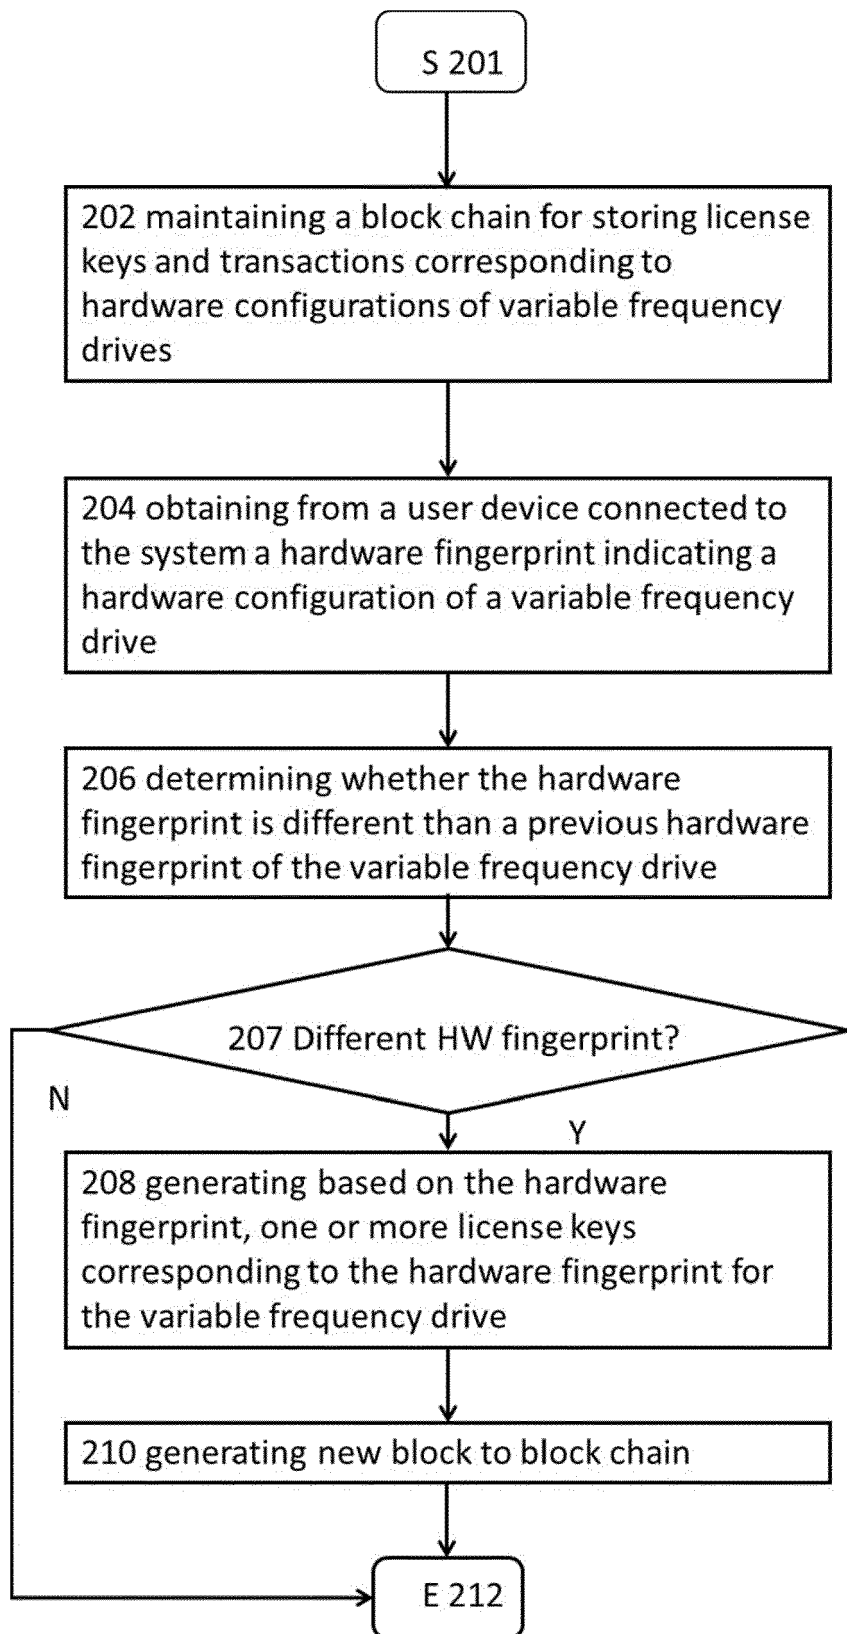 S 201
202 maintaining a block chain for storing license
keys and transactions corresponding to
hardware configurations of variable frequency
drives
204 obtaining from a user device connected to
the system a hardware fingerprint indicating a
hardware configuration of a variable frequency
drive
206 determining whether the hardware
fingerprint is different than a previous hardware
fingerprint of the variable frequency drive
207 Different HW fingerprint?
N
Y
208 generating based on the hardware
fingerprint, one or more license keys
corresponding to the hardware fingerprint for
the variable frequency drive
210 generating new block to block chain
E 212